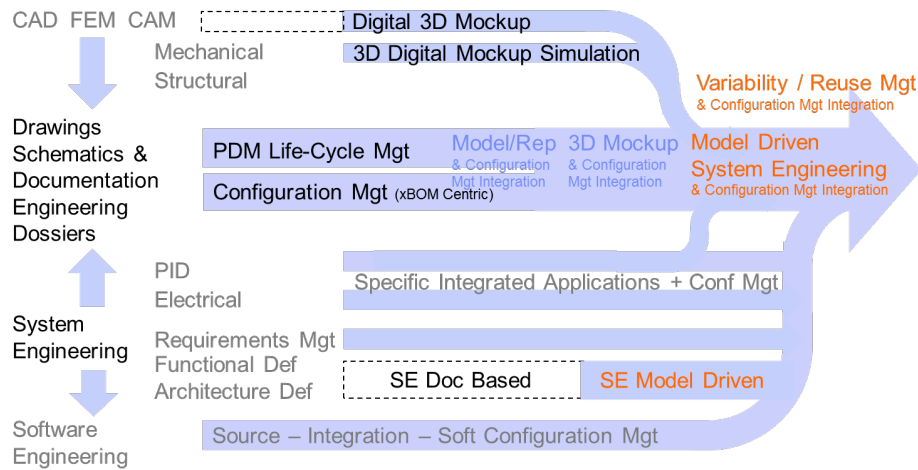 CAD FEM CAM
Digital 3D Mockup
Mechanical
Structural
3D Digital Mockup Simulation
Variability / Reuse Mgt
& Configuration Mgt Integration
Drawings
Schematics &
Documentation
Engineering
Dossiers
PDM Life-Cycle Mgt
Configuration Mgt (xBOM Centric)
Model/Rep
& Configuration
Mgt Integration
3D Mockup
& Configuration
Mgt Integration
Model Driven
System Engineering
& Configuration Mgt Integration
PID
Electrical
Specific Integrated Applications + Conf Mgt
System
Engineering
Requirements Mgt
Functional Def
Architecture Def
SE Doc Based
SE Model Driven
Software
Engineering
Source – Integration – Soft Configuration Mgt